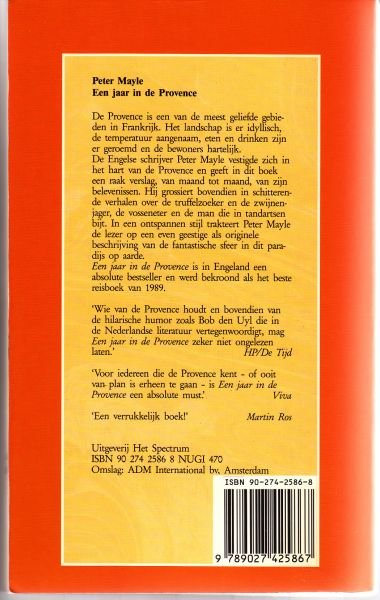 Peter Mayle
Een jaar in de Provence
De Provence is een van de meest geliefde gebie-
den in Frankrijk. Het landschap is er idyllisch,
de temperatuur aangenaam, eten en drinken zijn
er geroemd en de bewoners hartelijk.
De Engelse schrijver Peter Mayle vestigde zich in
het hart van de Provence en geeft in dit boek
een raak verslag, van maand tot maand, van zijn
belevenissen. Hij grossiert bovendien in schitteren-
de verhalen over de truffelzoeker en de zwijnen-
jager, de vosseneter en de man die in tandartsen
bijt. In een ontspannen stijl trakteert Peter Mayle
de lezer op een even geestige als originele
beschrijving van de fantastische sfeer in dit para-
dijs op aarde.
Een jaar in de Provence is in Engeland een
absolute bestseller en werd bekroond als het beste
reisboek van 1989.
'Wie van de Provence houdt en bovendien van
de hilarische humor zoals Bob den Uyl die in
de Nederlandse literatuur vertegenwoordigt, mag
Een jaar in de Provence zeker niet ongelezen
laten.' HP/De Tijd
'Voor iedereen die de Provence kent - of ooit
van plan is erheen te gaan - is Een jaar in de
Provence een absolute must.' Viva
'Een verrukkelijk boek!' Martin Ros
Uitgeverij Het Spectrum
ISBN 90 274 2586 8 NUGI 470
Omslag: ADM International bv, Amsterdam
ISBN 90-274-2586-8
9 789027 425867